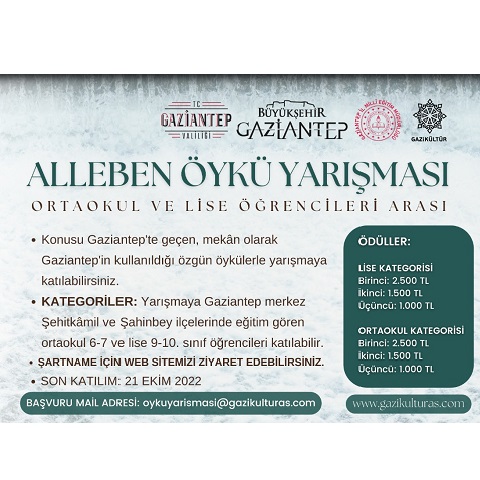 T.C.
GAZİANTEP
VALİLİĞİ
BÜYÜKŞEHİR
GAZİANTEP
GAZİKÜLTÜR
ALLEBEN ÖYKÜ YARIŞMASI
ORTAOKUL VE LİSE ÖĞRENCİLERİ ARASI
• Konusu Gaziantep'te geçen, mekân olarak
Gaziantep'in kullanıldığı özgün öykülerle yarışmaya
katılabilirsiniz.
• KATEGORİLER: Yarışmaya Gaziantep merkez
Şehitkâmil ve Şahinbey ilçelerinde eğitim gören
ortaokul 6-7 ve lise 9-10. sınıf öğrencileri katılabilir.
• ŞARTNAME İÇİN WEB SİTEMİZİ ZİYARET EDEBİLİRSİNİZ.
• SON KATILIM: 21 EKİM 2022
BAŞVURU MAİL ADRESİ: oykuyarismasi@gazikulturas.com
ÖDÜLLER:
LİSE KATEGORİSİ
Birinci: 2.500 TL
İkinci: 1.500 TL
Üçüncü: 1.000 TL
ORTAOKUL KATEGORİSİ
Birinci: 2.500 TL
İkinci: 1.500 TL
Üçüncü: 1.000 TL
www.gazikulturas.com